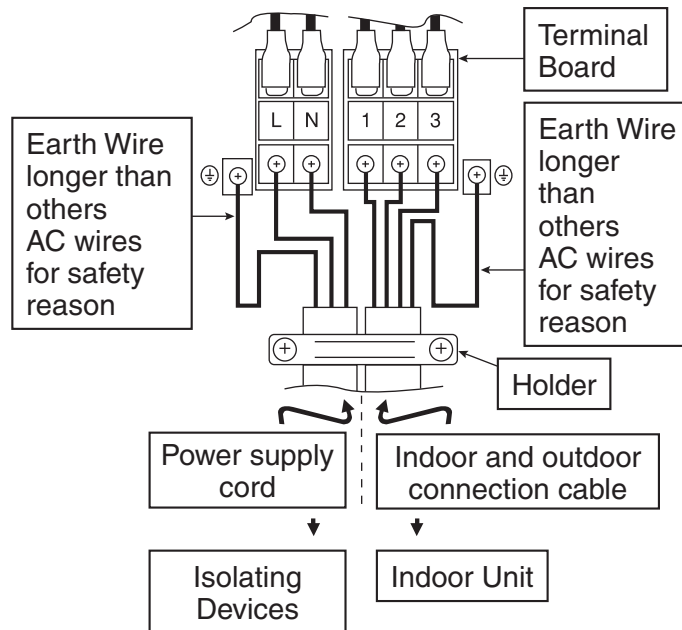 Terminal
Board
L N 1 2 3
Earth Wire
longer than
others
AC wires
for safety
reason
Earth Wire
longer
than
others
AC wires
for safety
reason
Holder
Power supply
cord
Indoor and outdoor
connection cable
Isolating
Devices
Indoor Unit